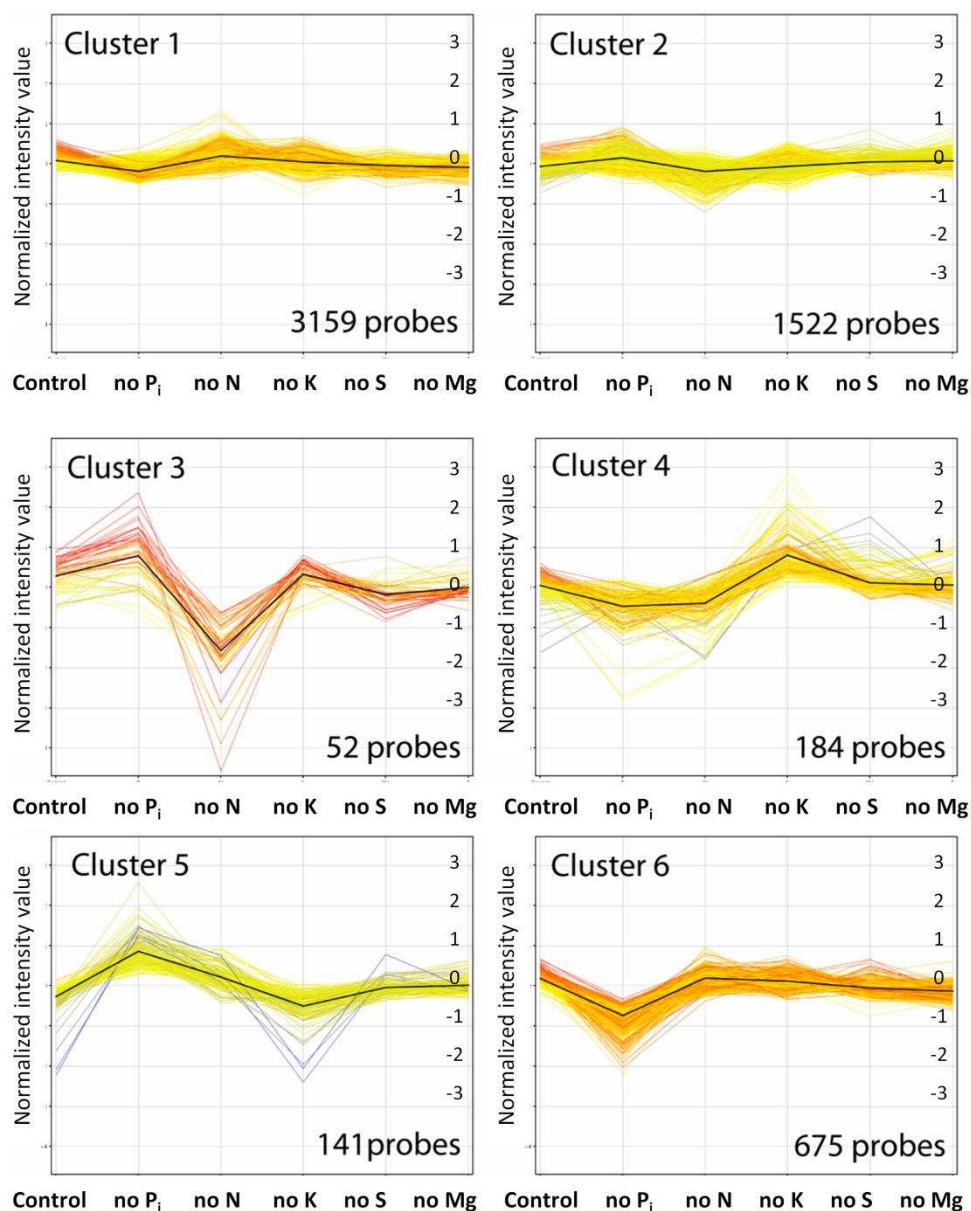 Cluster 1
Normalized intensity value
3
2
1
0
-1
-2
-3
3159 probes
Control no Pi no N no K no S no Mg
Cluster 2
Normalized intensity value
3
2
1
0
-1
-2
-3
1522 probes
Control no Pi no N no K no S no Mg
Cluster 3
Normalized intensity value
3
2
1
0
-1
-2
-3
52 probes
Control no Pi no N no K no S no Mg
Cluster 4
Normalized intensity value
3
2
1
0
-1
-2
-3
184 probes
Control no Pi no N no K no S no Mg
Cluster 5
Normalized intensity value
3
2
1
0
-1
-2
-3
141probes
Control no Pi no N no K no S no Mg
Cluster 6
Normalized intensity value
3
2
1
0
-1
-2
-3
675 probes
Control no Pi no N no K no S no Mg